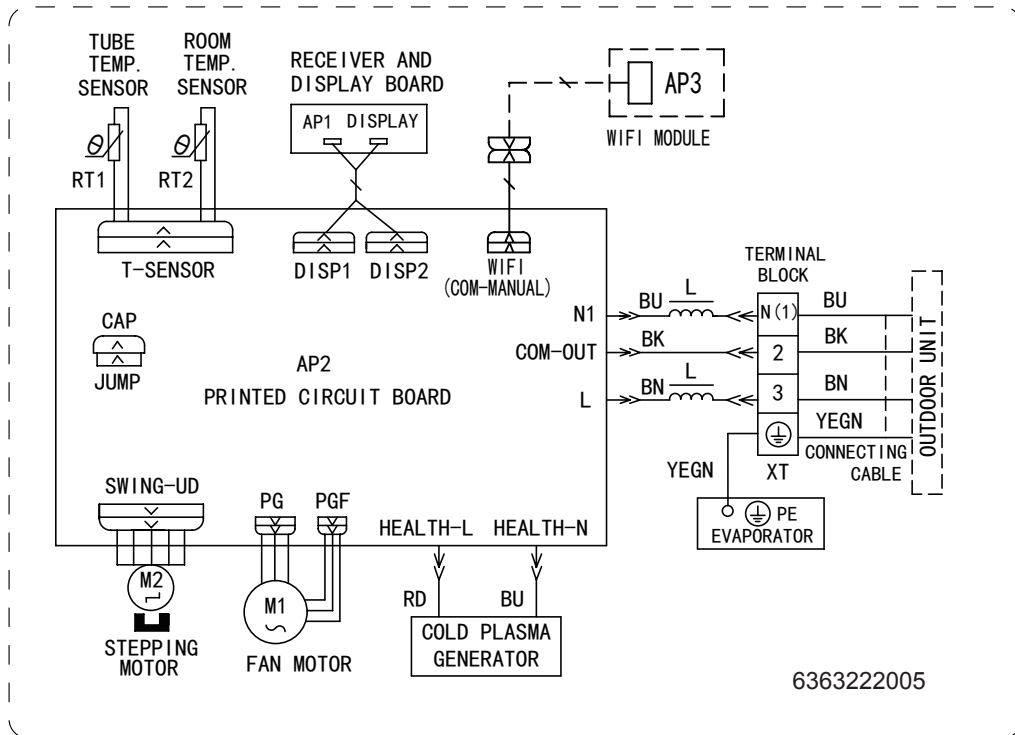 TUBE
TEMP.
SENSOR
ROOM
TEMP.
SENSOR
RT1
RT2
RECEIVER AND
DISPLAY BOARD
AP1 DISPLAY
AP3
WIFI MODULE
T-SENSOR
DISP1
DISP2
WIFI
(COM-MANUAL)
CAP
JUMP
AP2
PRINTED CIRCUIT BOARD
N1
COM-OUT
L
BU
L
BK
BN
L
TERMINAL
BLOCK
N(1)
2
3
XT
BU
BK
BN
YEGN
CONNECTING
CABLE
OUTDOOR UNIT
YEGN
PE
EVAPORATOR
SWING-UD
M2
STEPPING
MOTOR
PG
PGF
M1
FAN MOTOR
HEALTH-L
HEALTH-N
RD
BU
COLD PLASMA
GENERATOR
6363222005